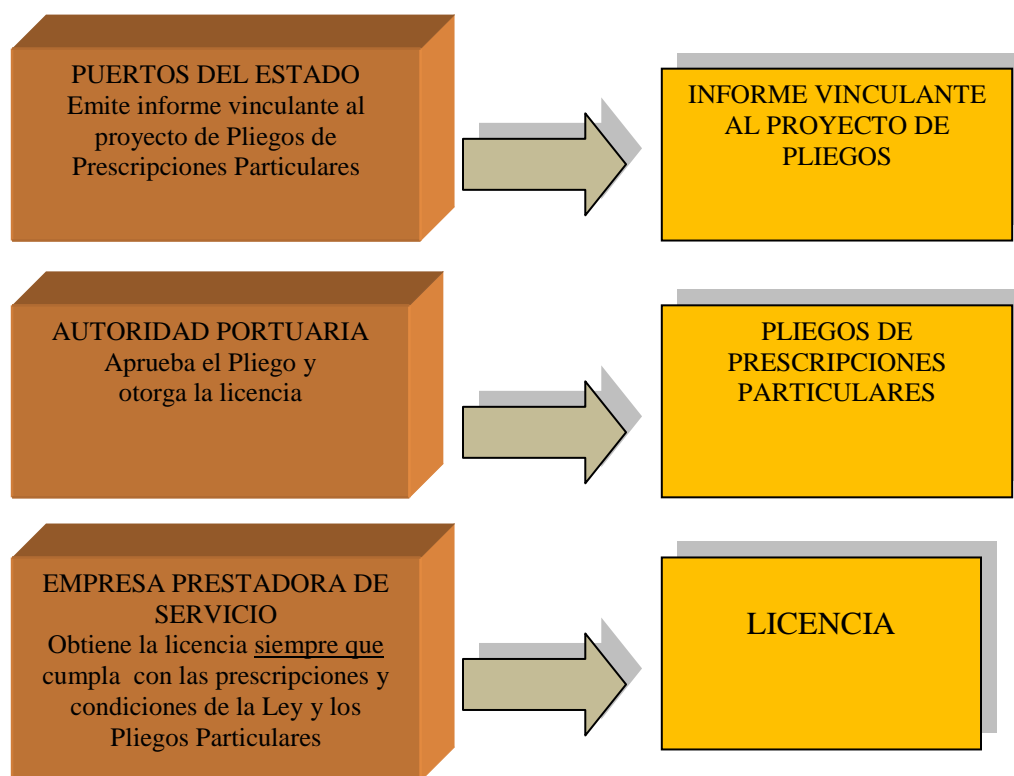 PUERTOS DEL ESTADO
Emite informe vinculante al
proyecto de Pliegos de
Prescripciones Particulares
INFORME VINCULANTE
AL PROYECTO DE
PLIEGOS
AUTORIDAD PORTUARIA
Aprueba el Pliego y
otorga la licencia
PLIEGOS DE
PRESCRIPCIONES
PARTICULARES
EMPRESA PRESTADORA DE
SERVICIO
Obtiene la licencia siempre que
cumpla con las prescripciones y
condiciones de la Ley y los
Pliegos Particulares
LICENCIA